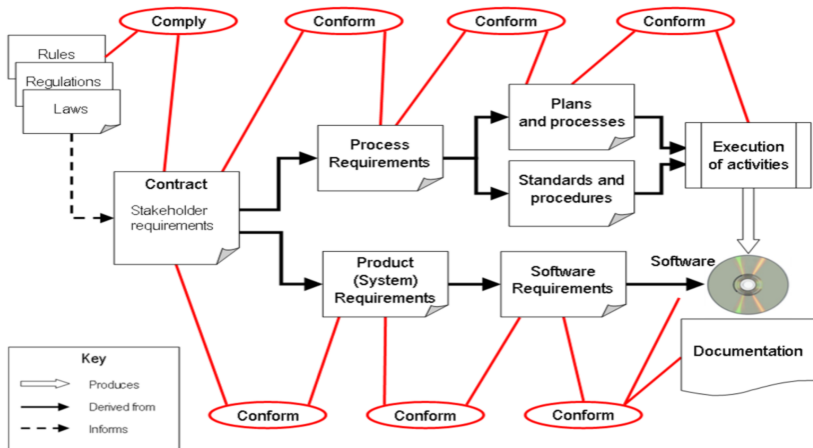 Comply
Conform
Conform
Conform
Rules
Regulations
Laws
Plans
and processes
Process
Requirements
Execution
of activities
Contract
Stakeholder
requirements
Standards and
procedures
Product
(System)
Requirements
Software
Requirements
Software
Documentation
Key
Produces
Derived from
Informs
Conform
Conform
Conform